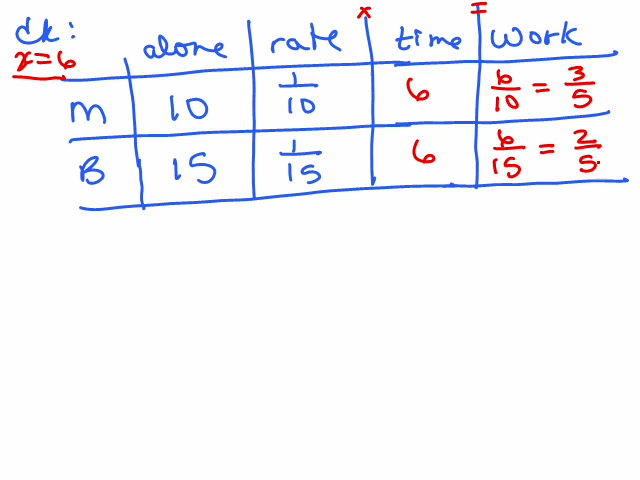 ck:
x = 6
alone rate × time = work
M 10 1/10 6 6/10 = 3/5
B 15 1/15 6 6/15 = 2/5